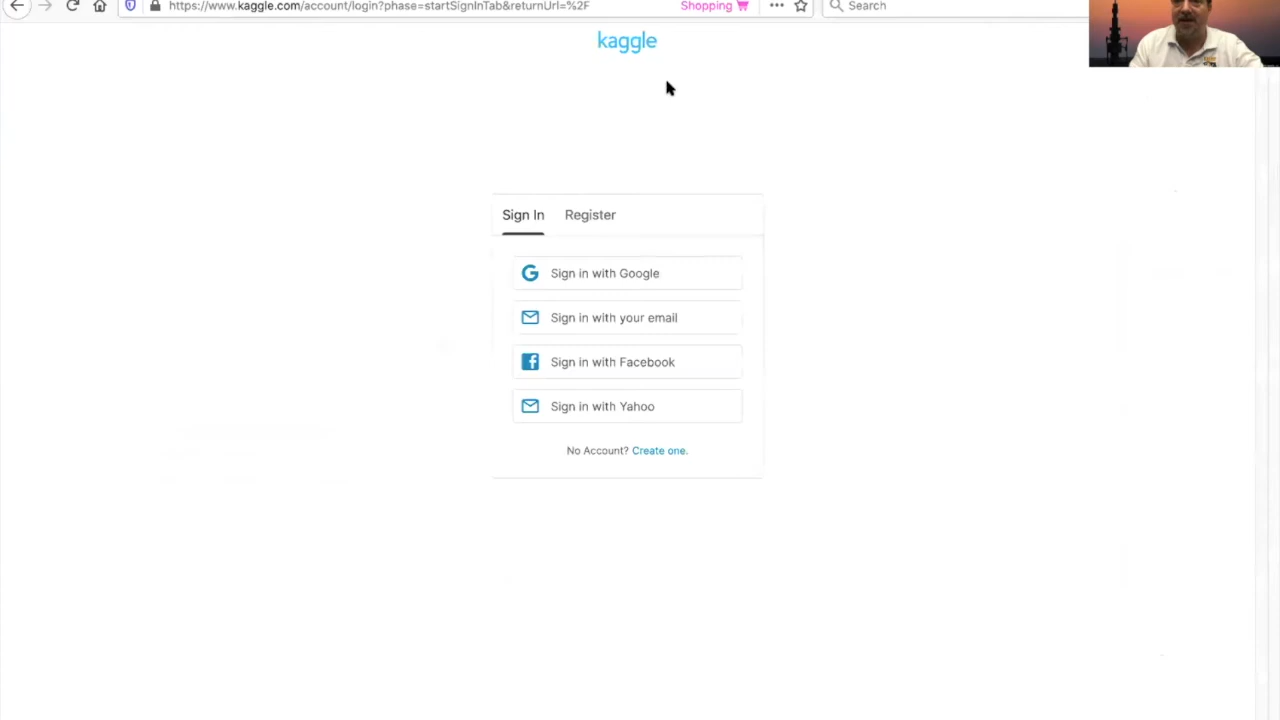 https://www.kaggle.com/account/login?phase=startSignInTab&returnUrl=%2F
Shopping
Search
kaggle
Sign In
Register
Sign in with Google
Sign in with your email
Sign in with Facebook
Sign in with Yahoo
No Account? Create one.